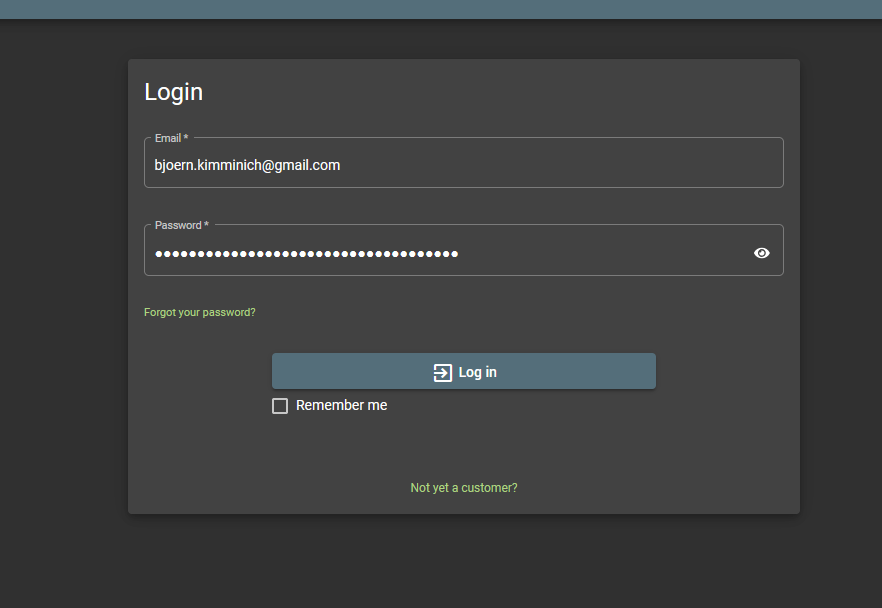 Login
Email *
bjoern.kimminich@gmail.com
Password *
••••••••••••••••••••••••••••••••••••
Forgot your password?
Log in
Remember me
Not yet a customer?